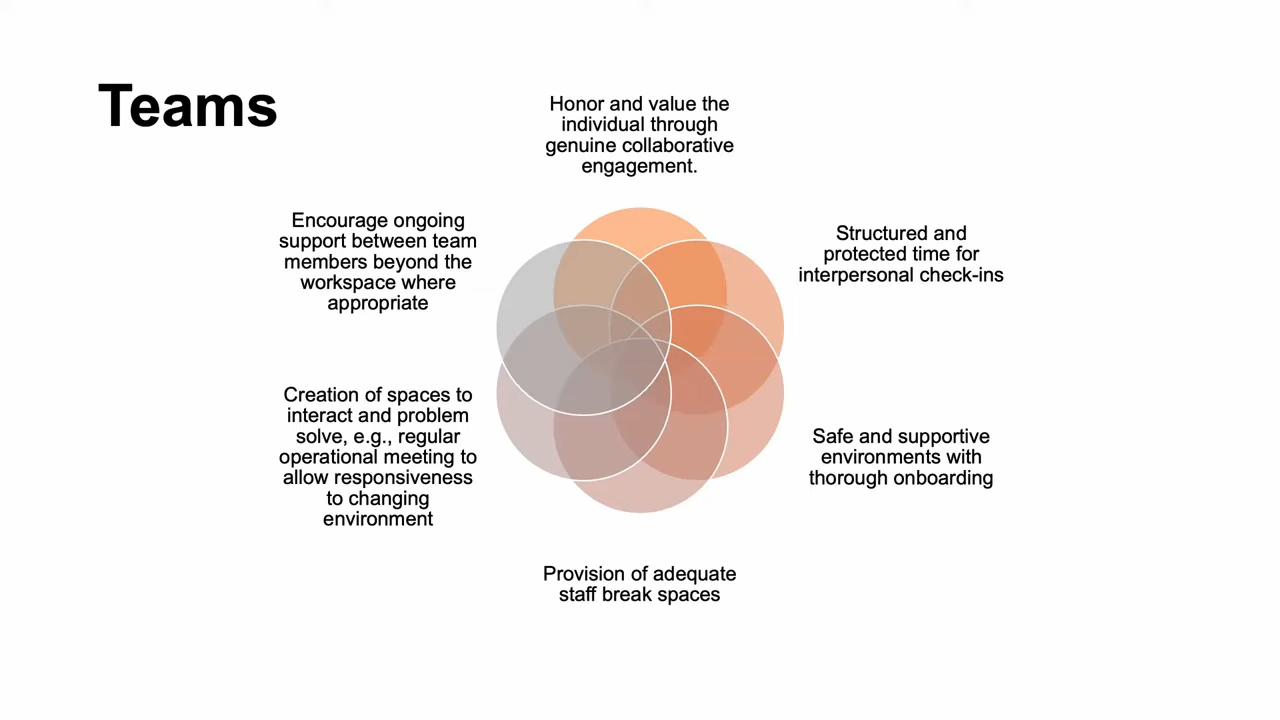 Teams
Honor and value the
individual through
genuine collaborative
engagement.
Structured and
protected time for
interpersonal check-ins
Safe and supportive
environments with
thorough onboarding
Provision of adequate
staff break spaces
Creation of spaces to
interact and problem
solve, e.g., regular
operational meeting to
allow responsiveness
to changing
environment
Encourage ongoing
support between team
members beyond the
workspace where
appropriate